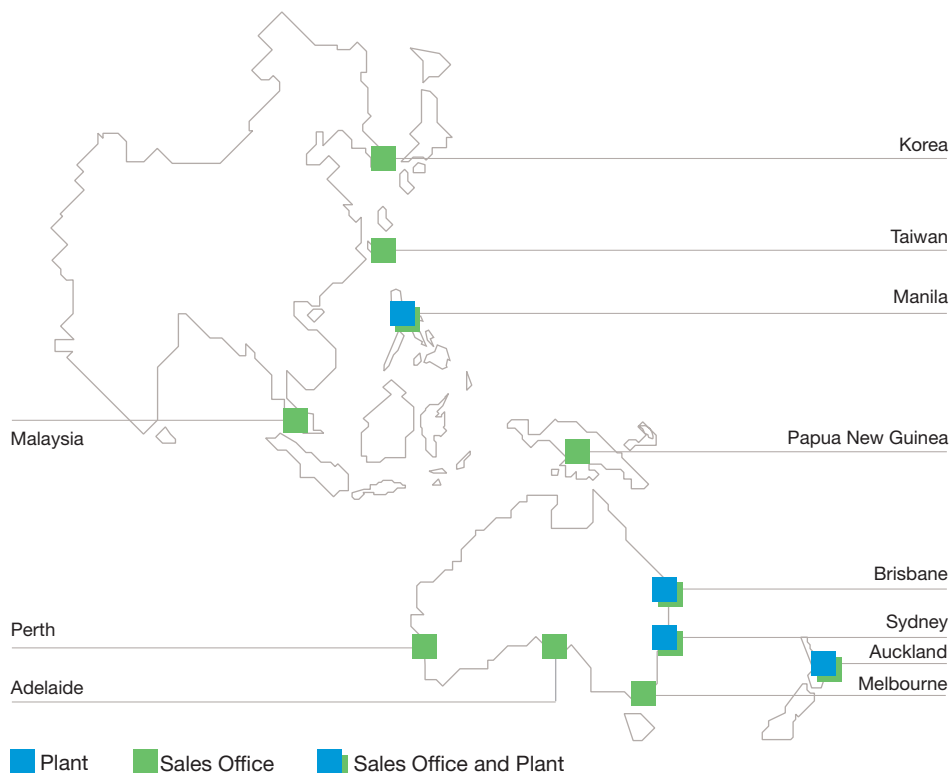 Korea
Taiwan
Manila
Malaysia
Papua New Guinea
Brisbane
Perth
Sydney
Auckland
Adelaide
Melbourne
Plant
Sales Office
Sales Office and Plant